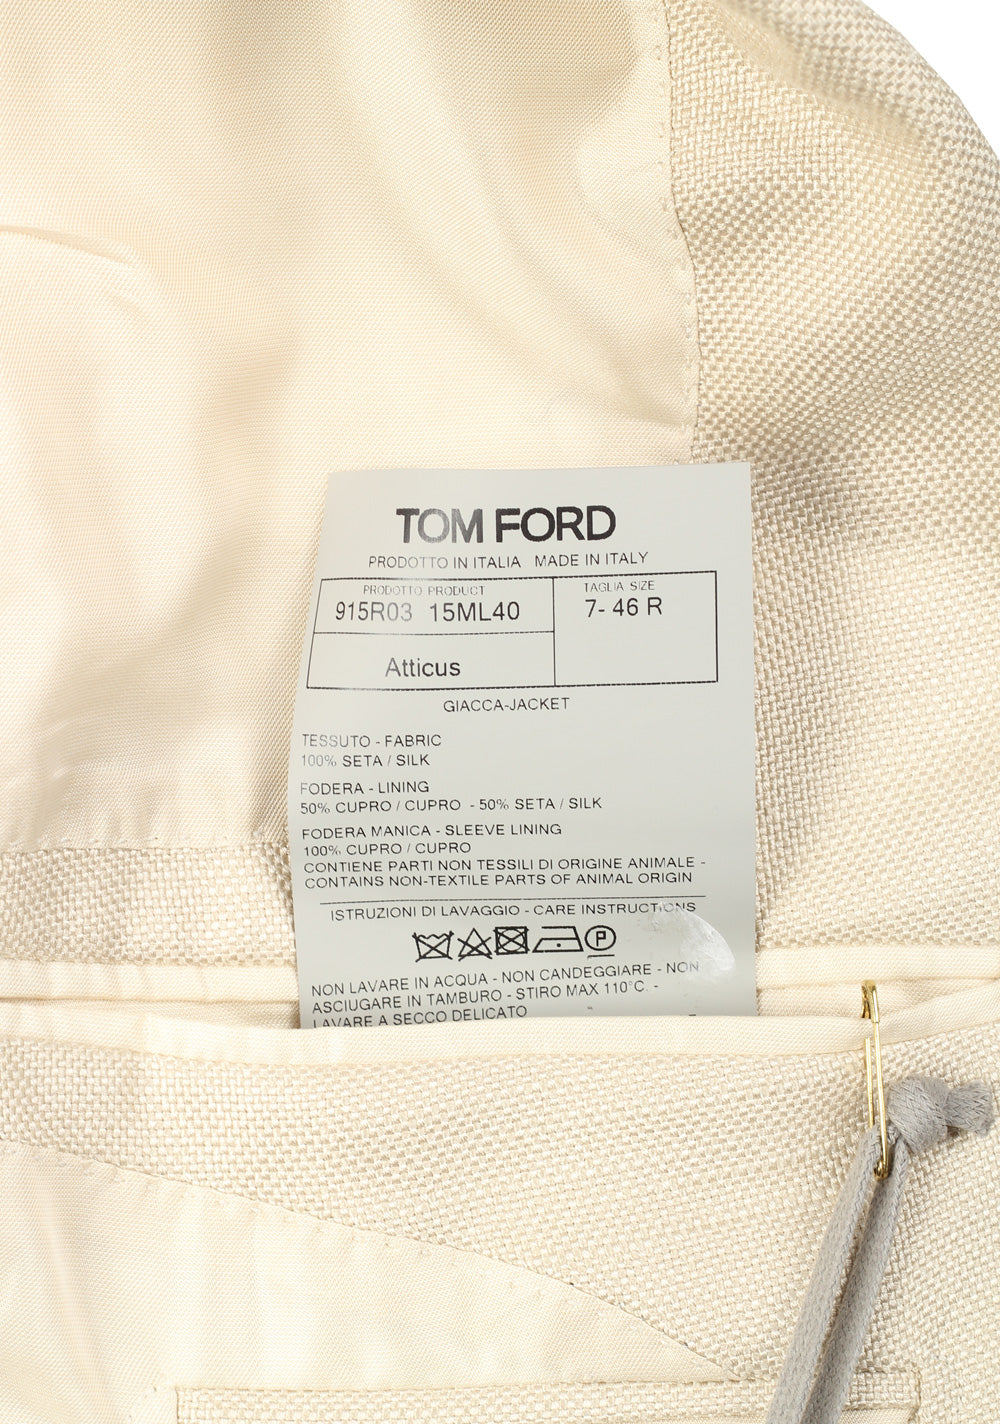 TOM FORD
PRODOTTO IN ITALIA MADE IN ITALY
PRODOTTO PRODUCT
915R03 15ML40
TAGLIA SIZE
7- 46 R
Atticus
GIACCA-JACKET
TESSUTO - FABRIC
100% SETA / SILK
FODERA - LINING
50% CUPRO / CUPRO - 50% SETA / SILK
FODERA MANICA - SLEEVE LINING
100% CUPRO / CUPRO
CONTIENE PARTI NON TESSILI DI ORIGINE ANIMALE -
CONTAINS NON-TEXTILE PARTS OF ANIMAL ORIGIN
ISTRUZIONI DI LAVAGGIO - CARE INSTRUCTIONS
P
NON LAVARE IN ACQUA - NON CANDEGGIARE - NON
ASCIUGARE IN TAMBURO - STIRO MAX 110°C. -
LAVARE A SECCO DELICATO